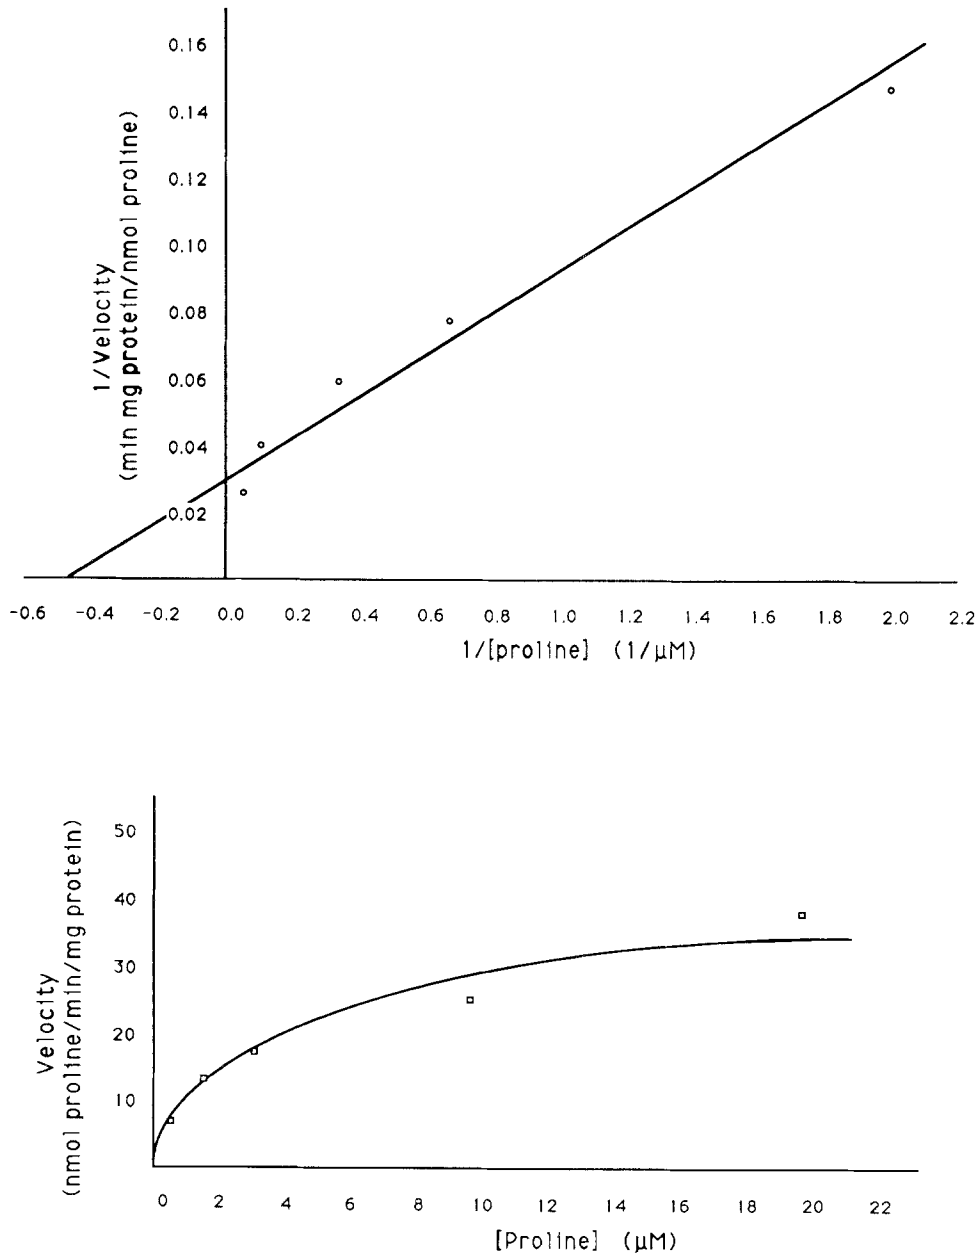 0.16
0.14
0.12
0.10
0.08
0.06
0.04
0.02
1/Velocity
(min mg protein/nmol proline)
-0.6 -0.4 -0.2 0.0 0.2 0.4 0.6 0.8 1.0 1.2 1.4 1.6 1.8 2.0 2.2
1/[proline] (1/µM)
50
40
30
20
10
Velocity
(nmol proline/min/mg protein)
0 2 4 6 8 10 12 14 16 18 20 22
[Proline] (µM)